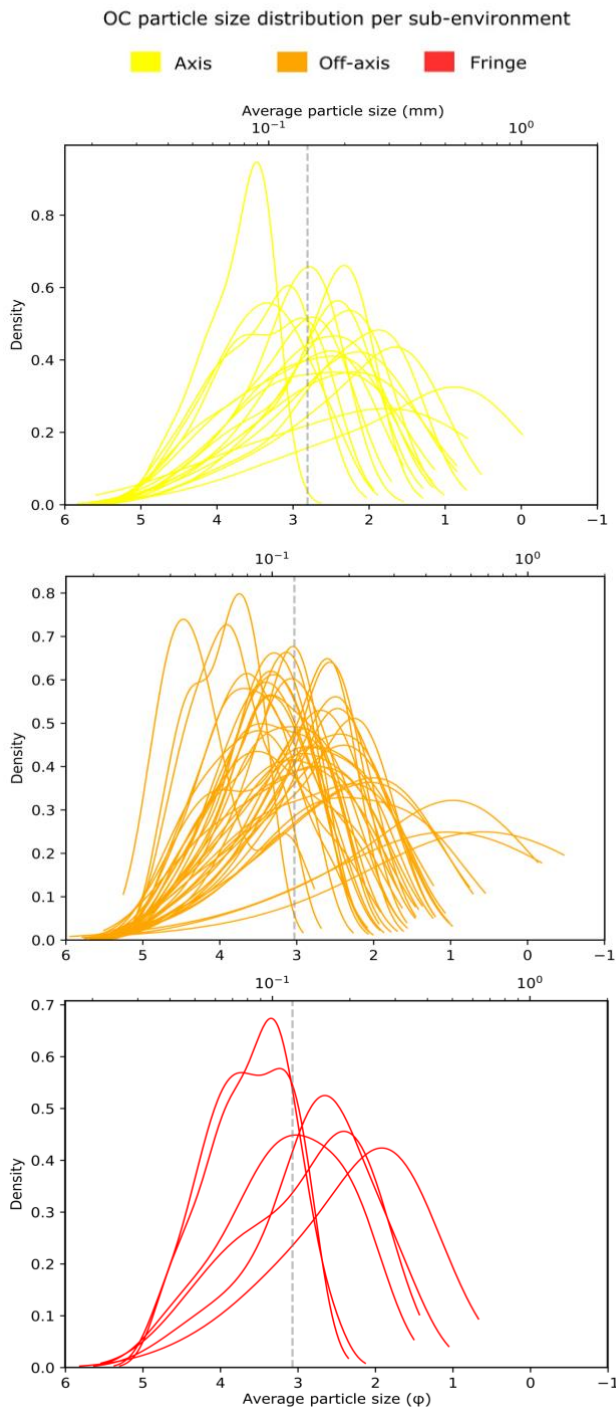 OC particle size distribution per sub-environment
Axis Off-axis Fringe
Average particle size (mm)
10⁻¹ 10⁰
0.8
0.6
Density
0.4
0.2
0.0
6 5 4 3 2 1 0 −1
10⁻¹ 10⁰
0.8
0.7
0.6
0.5
Density
0.4
0.3
0.2
0.1
0.0
6 5 4 3 2 1 0 −1
10⁻¹ 10⁰
0.7
0.6
0.5
0.4
Density
0.3
0.2
0.1
0.0
6 5 4 3 2 1 0 −1
Average particle size (φ)